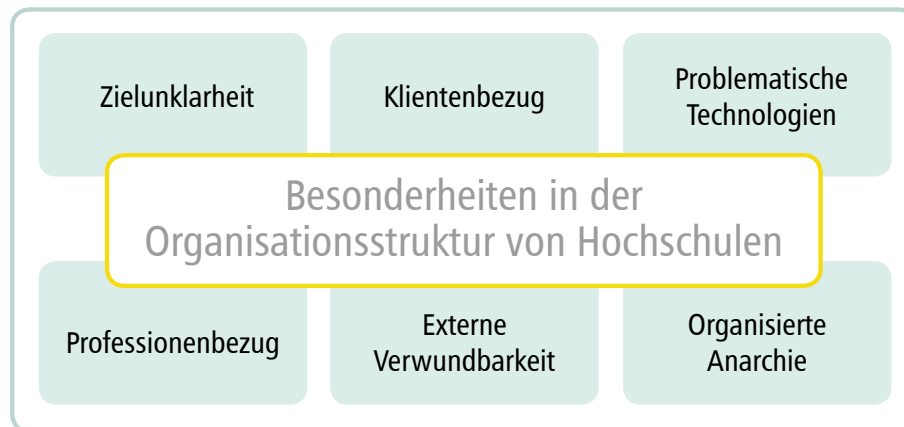 Zielunklarheit
Klientenbezug
Problematische
Technologien
Besonderheiten in der
Organisationsstruktur von Hochschulen
Professionenbezug
Externe
Verwundbarkeit
Organisierte
Anarchie